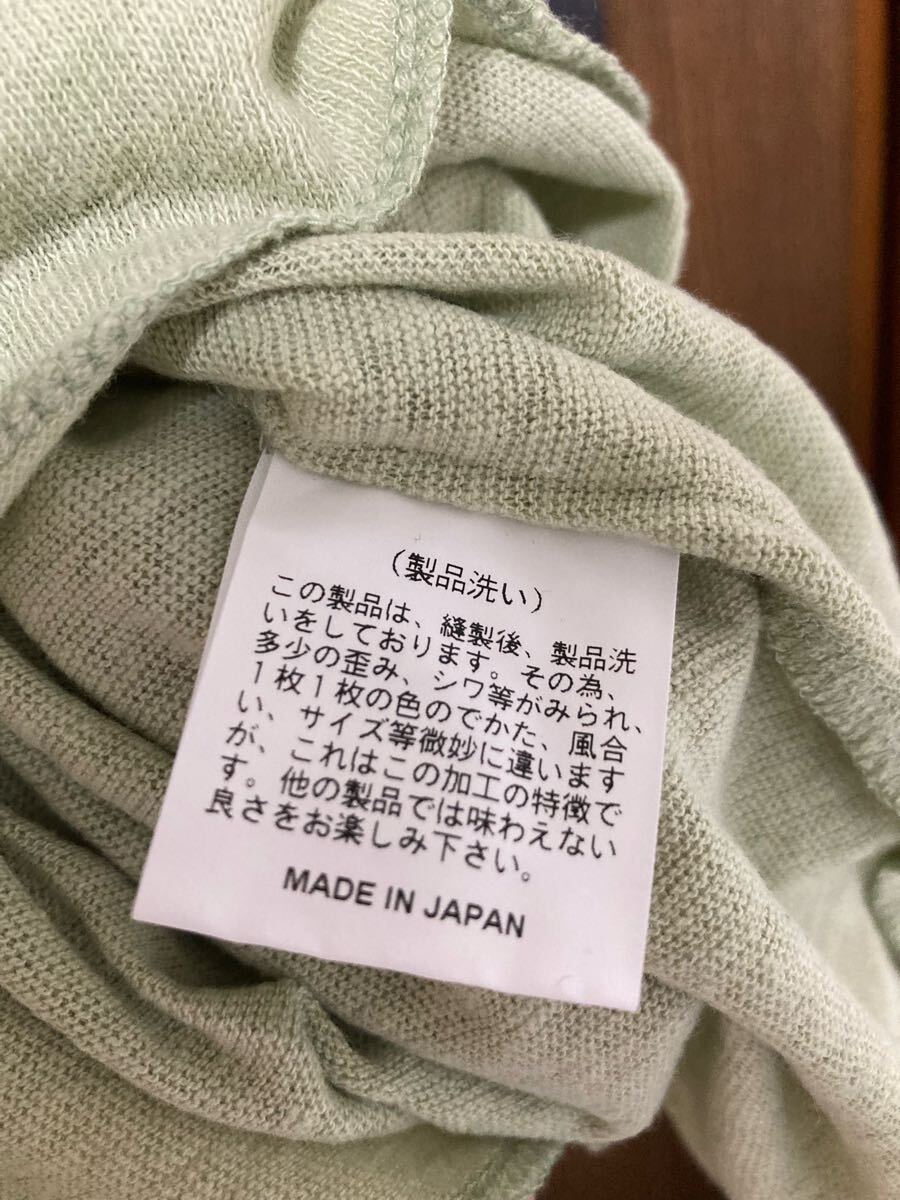 (製品洗い)
この製品は、縫製後、製品洗
いをしております。その為、
多少の歪み、シワ等がみられ、
1枚1枚の色のでかた、風合
い、サイズ等微妙に違います
が、これはこの加工の特徴で
す。他の製品では味わえない
良さをお楽しみ下さい。
MADE IN JAPAN